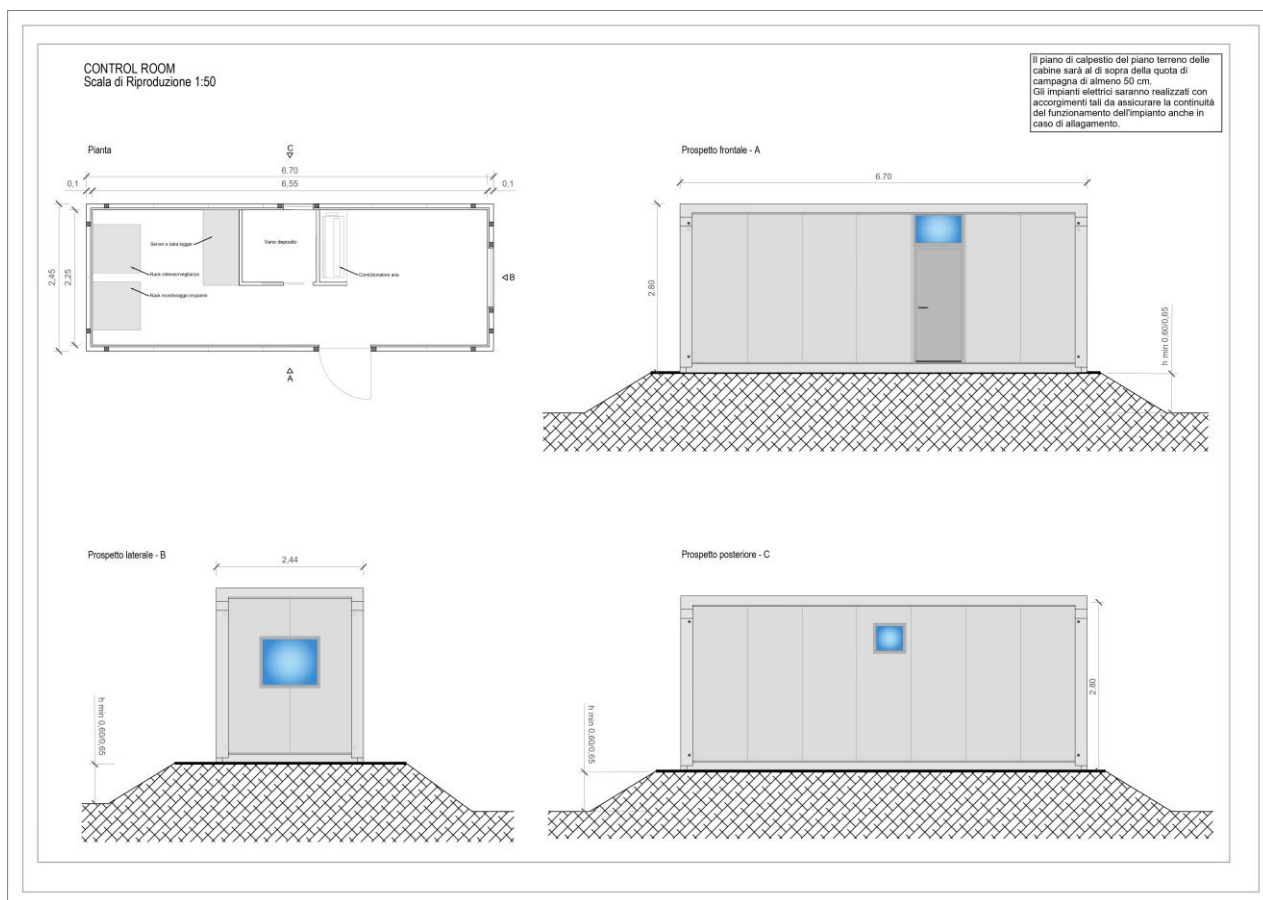 CONTROL ROOM
Scala di Riproduzione 1:50
Il piano di calpestio del piano terreno delle
cabine sarà al di sopra della quota di
campagna di almeno 50 cm.
Gli impianti elettrici saranno realizzati con
accorgimenti tali da assicurare la continuità
del funzionamento dell'impianto anche in
caso di allagamento.
Pianta
C
6.70
0,1
6,55
0,1
2,45
2,25
Server e data logger
Vano deposito
Rack videosorveglianza
Condizionatore aria
Rack monitoraggio impianto
B
A
Prospetto frontale - A
6.70
2.80
h min 0,60/0,65
Prospetto laterale - B
2,44
h min 0,60/0,65
Prospetto posteriore - C
2.80
h min 0,60/0,65